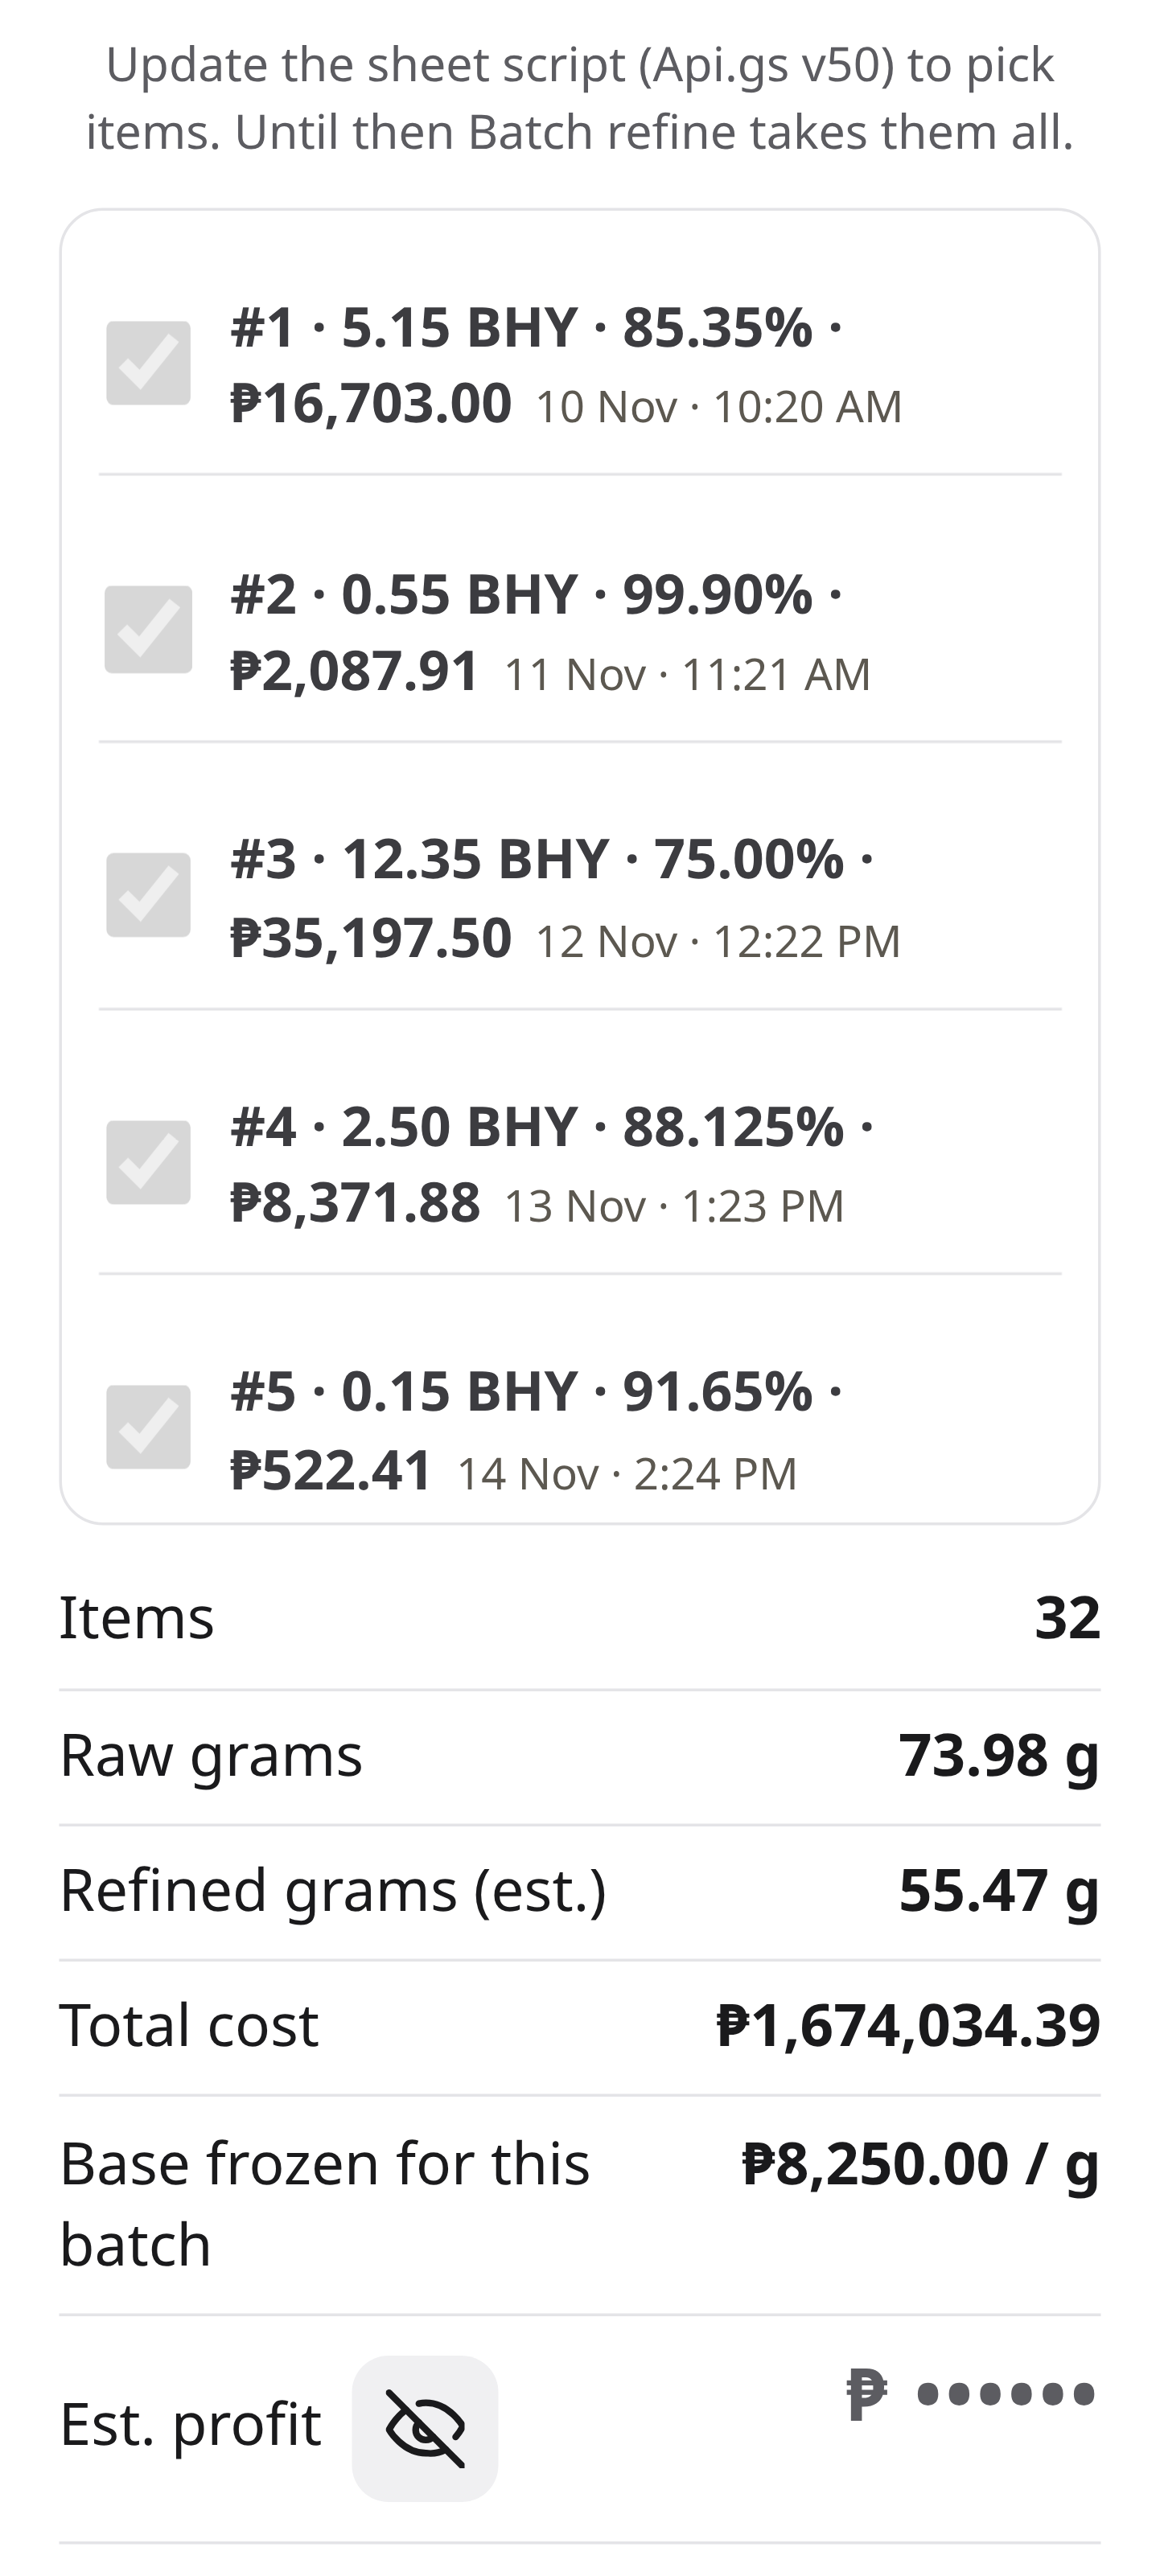 Update the sheet script (Api.gs v50) to pick
items. Until then Batch refine takes them all.
#1 · 5.15 BHY · 85.35% ·
₱16,703.00 10 Nov · 10:20 AM
#2 · 0.55 BHY · 99.90% ·
₱2,087.91 11 Nov · 11:21 AM
#3 · 12.35 BHY · 75.00% ·
₱35,197.50 12 Nov · 12:22 PM
#4 · 2.50 BHY · 88.125% ·
₱8,371.88 13 Nov · 1:23 PM
#5 · 0.15 BHY · 91.65% ·
₱522.41 14 Nov · 2:24 PM
Items 32
Raw grams 73.98 g
Refined grams (est.) 55.47 g
Total cost ₱1,674,034.39
Base frozen for this ₱8,250.00 / g
batch
Est. profit ₱ ••••••